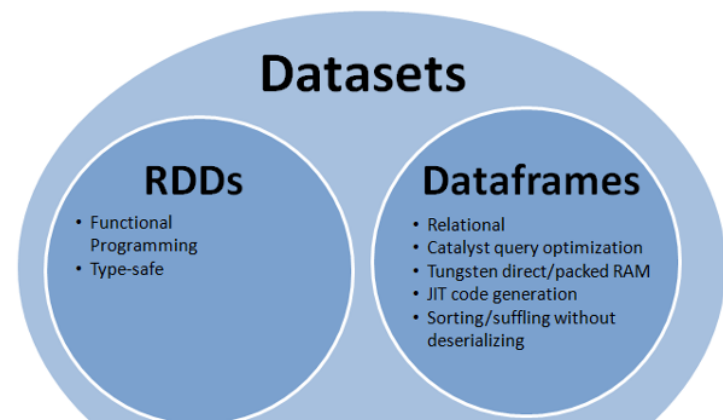 Datasets
RDDs
• Functional
Programming
• Type-safe
Dataframes
• Relational
• Catalyst query optimization
• Tungsten direct/packed RAM
• JIT code generation
• Sorting/suffling without
deserializing